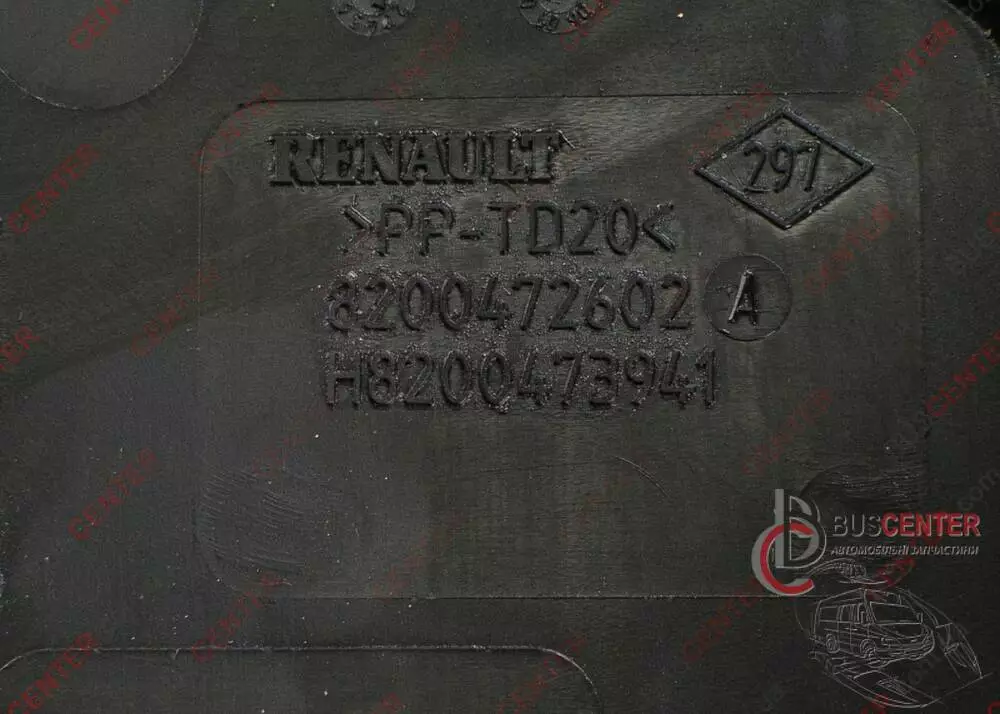 RENAULT
297
>PP-TD20<
8200472602 A
H8200473941
BUSCENTER
АВТОМОБІЛЬНІ ЗАПЧАСТИНИ